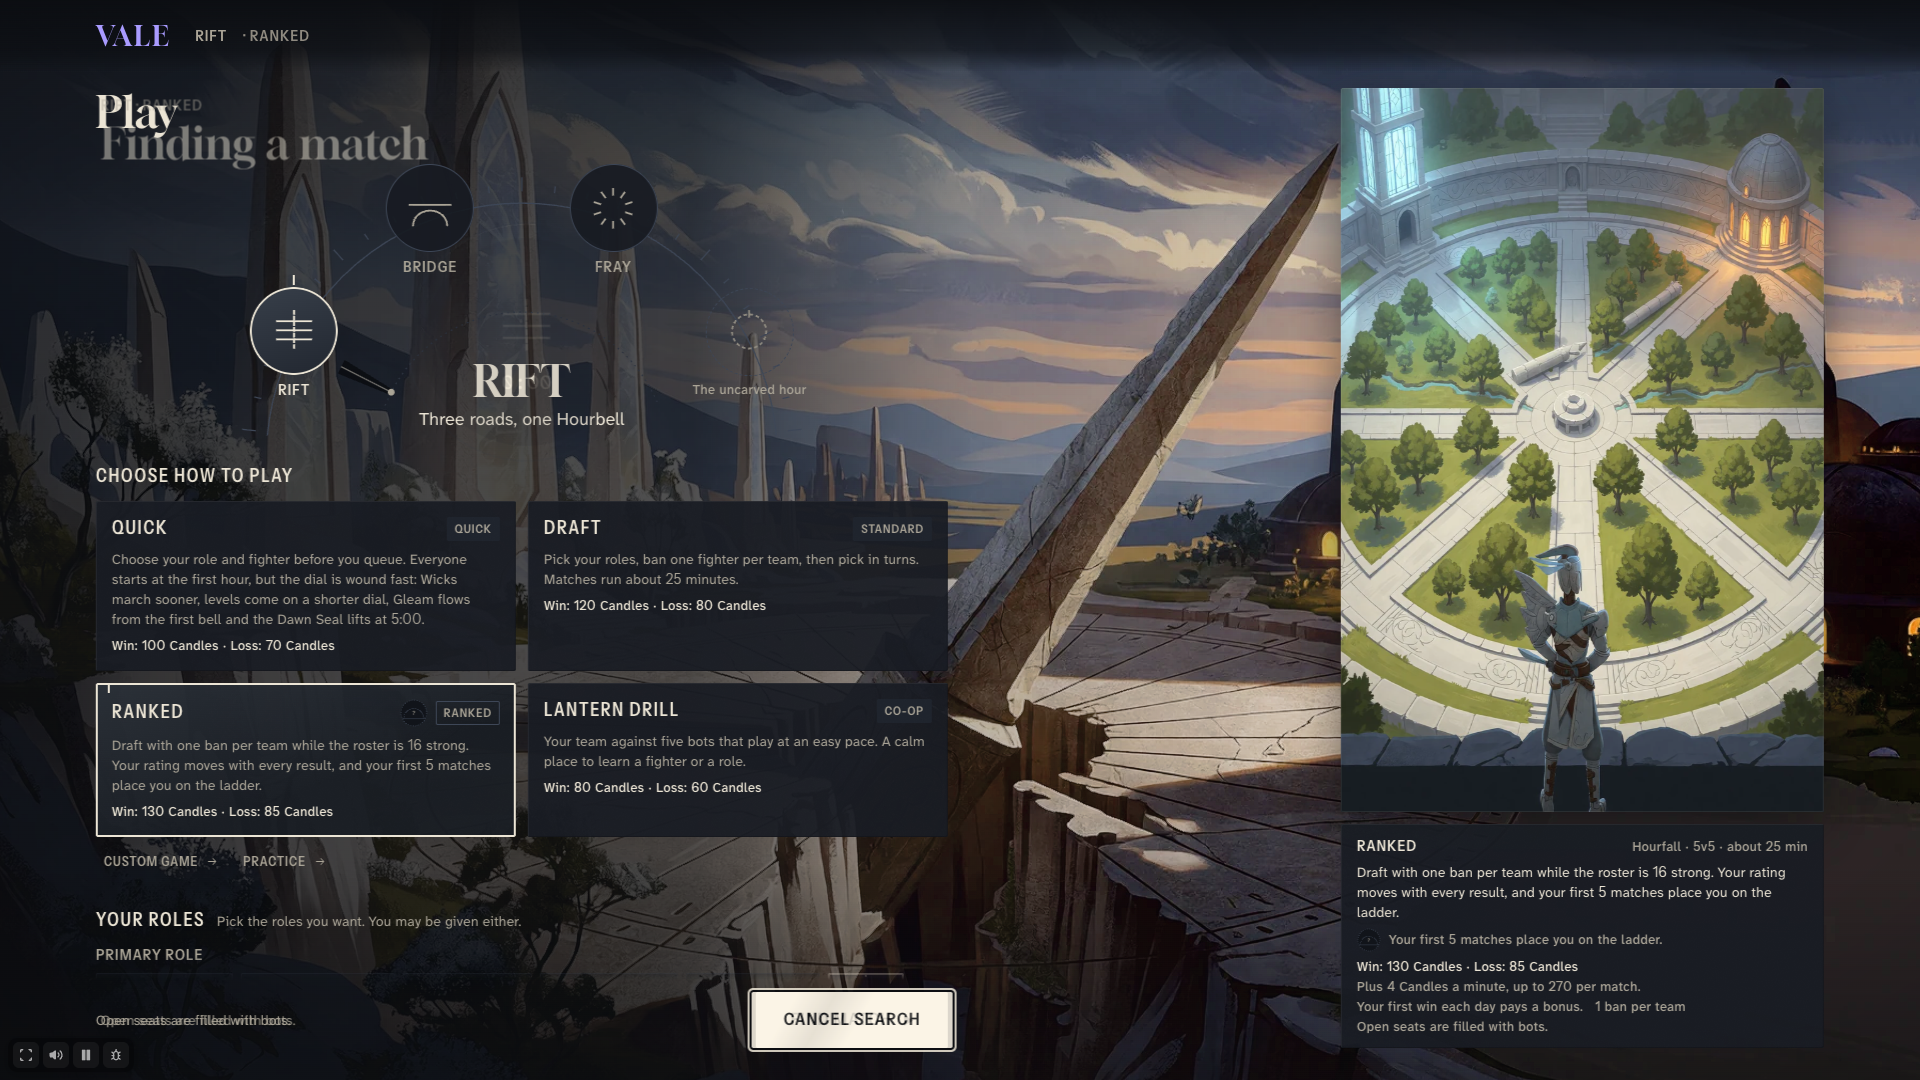 VALE RIFT · RANKED
RIFT · RANKED
Play
Finding a match
BRIDGE
FRAY
RIFT
RIFT
Three roads, one Hourbell
The uncarved hour
CHOOSE HOW TO PLAY
QUICK
QUICK
Choose your role and fighter before you queue. Everyone
starts at the first hour, but the dial is wound fast: Wicks
march sooner, levels come on a shorter dial, Gleam flows
from the first bell and the Dawn Seal lifts at 5:00.
Win: 100 Candles · Loss: 70 Candles
DRAFT
STANDARD
Pick your roles, ban one fighter per team, then pick in turns.
Matches run about 25 minutes.
Win: 120 Candles · Loss: 80 Candles
RANKED
RANKED
Draft with one ban per team while the roster is 16 strong.
Your rating moves with every result, and your first 5 matches
place you on the ladder.
Win: 130 Candles · Loss: 85 Candles
LANTERN DRILL
CO-OP
Your team against five bots that play at an easy pace. A calm
place to learn a fighter or a role.
Win: 80 Candles · Loss: 60 Candles
CUSTOM GAME → PRACTICE →
YOUR ROLES Pick the roles you want. You may be given either.
PRIMARY ROLE
Open seats are filled with bots.
CANCEL SEARCH
RANKED
Hourfall · 5v5 · about 25 min
Draft with one ban per team while the roster is 16 strong. Your rating
moves with every result, and your first 5 matches place you on the
ladder.
Your first 5 matches place you on the ladder.
Win: 130 Candles · Loss: 85 Candles
Plus 4 Candles a minute, up to 270 per match.
Your first win each day pays a bonus. 1 ban per team
Open seats are filled with bots.